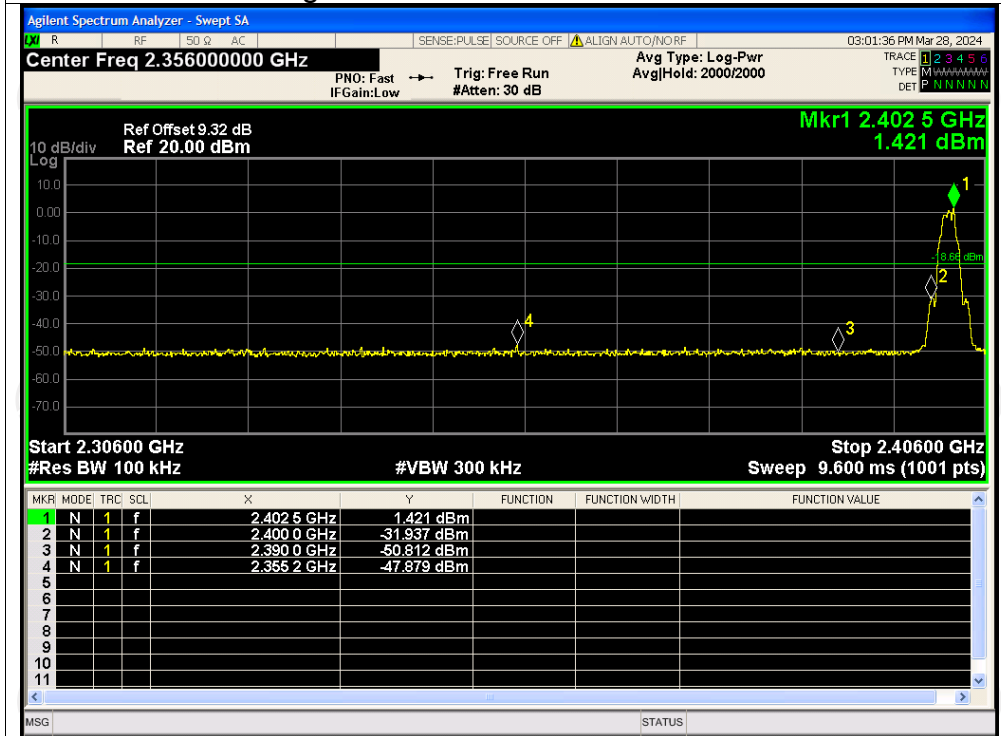 Agilent Spectrum Analyzer - Swept SA
LXI R RF 50 Ω AC SENSE:PULSE SOURCE OFF ⚠ALIGN AUTO/NO RF 03:01:36 PM Mar 28, 2024
Center Freq 2.356000000 GHz
PNO: Fast
IFGain:Low
Trig: Free Run
#Atten: 30 dB
Avg Type: Log-Pwr
Avg|Hold: 2000/2000
TRACE 1 2 3 4 5 6
TYPE M
DET P N N N N N
Mkr1 2.402 5 GHz
1.421 dBm
Ref Offset 9.32 dB
10 dB/div Ref 20.00 dBm
Log
10.0
0.00
-10.0
-20.0
-30.0
-40.0
-50.0
-60.0
-70.0
1
-18.66 dBm
2
4
3
Start 2.30600 GHz Stop 2.40600 GHz
#Res BW 100 kHz #VBW 300 kHz Sweep 9.600 ms (1001 pts)
MKR MODE TRC SCL X Y FUNCTION FUNCTION WIDTH FUNCTION VALUE
1 N 1 f 2.402 5 GHz 1.421 dBm
2 N 1 f 2.400 0 GHz -31.937 dBm
3 N 1 f 2.390 0 GHz -50.812 dBm
4 N 1 f 2.355 2 GHz -47.879 dBm
5
6
7
8
9
10
11
MSG STATUS